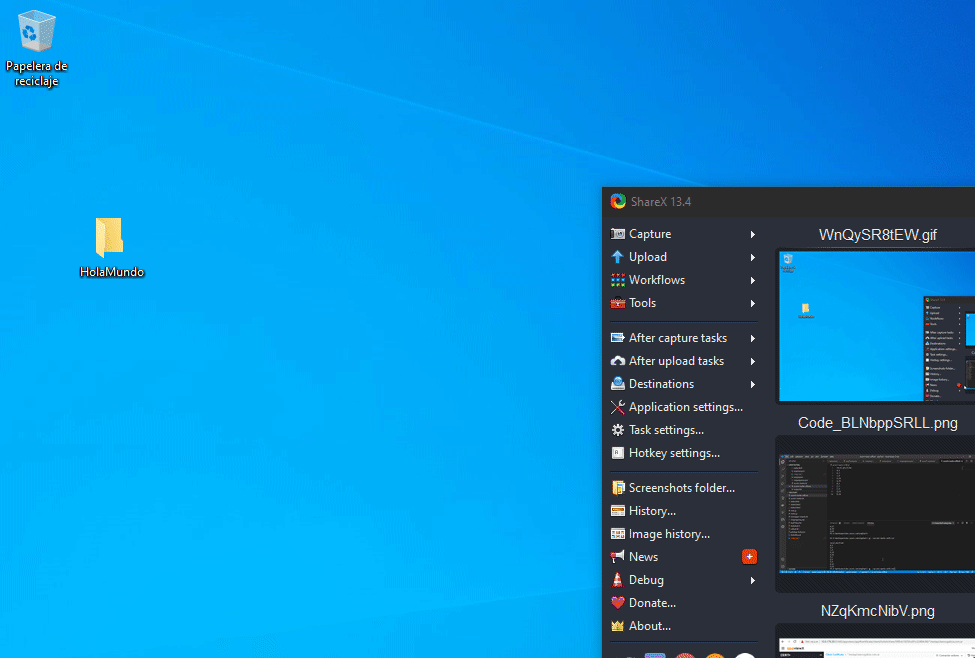 Papelera de
reciclaje
HolaMundo
ShareX 13.4
Capture
Upload
Workflows
Tools
After capture tasks
After upload tasks
Destinations
Application settings...
Task settings...
Hotkey settings...
Screenshots folder...
History...
Image history...
News
Debug
Donate...
About...
WnQySR8tEW.gif
Code_BLNbppSRLL.png
NZqKmcNibV.png